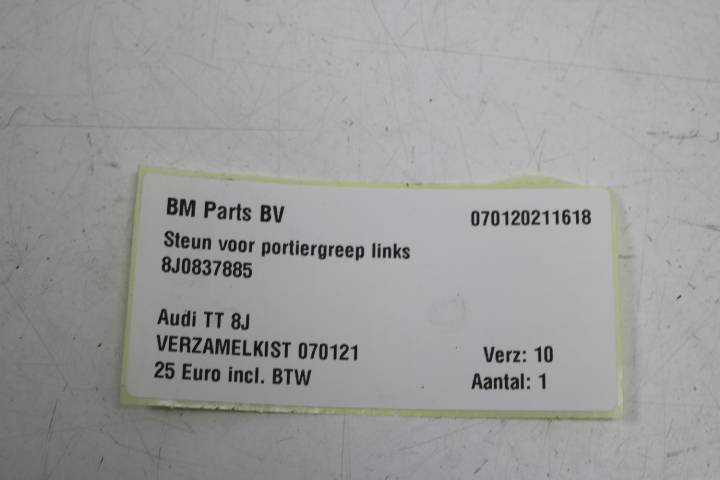 BM Parts BV 070120211618
Steun voor portiergreep links
8J0837885
Audi TT 8J
VERZAMELKIST 070121 Verz: 10
25 Euro incl. BTW Aantal: 1